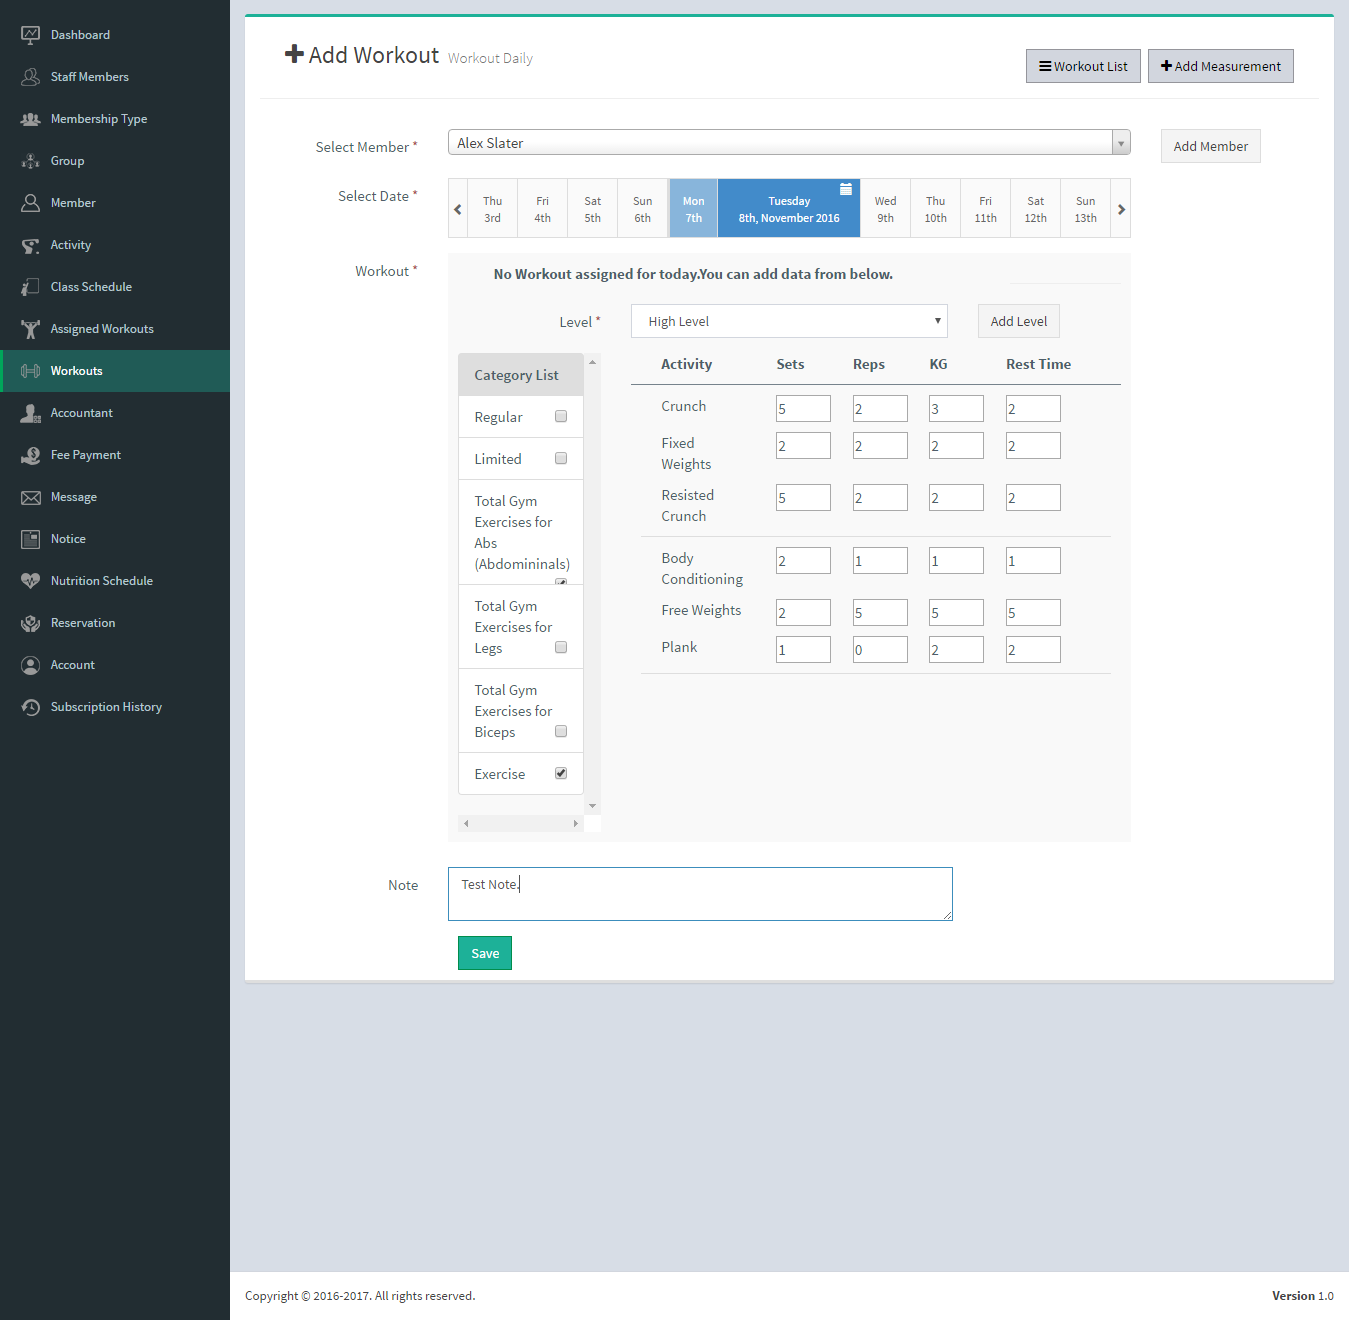 Dashboard
Staff Members
Membership Type
Group
Member
Activity
Class Schedule
Assigned Workouts
Workouts
Accountant
Fee Payment
Message
Notice
Nutrition Schedule
Reservation
Account
Subscription History
Add Workout Workout Daily
Workout List
Add Measurement
Select Member *
Alex Slater
Add Member
Select Date *
Thu
3rd
Fri
4th
Sat
5th
Sun
6th
Mon
7th
Tuesday
8th, November 2016
Wed
9th
Thu
10th
Fri
11th
Sat
12th
Sun
13th
Workout *
No Workout assigned for today.You can add data from below.
Level *
High Level
Add Level
Category List
Regular
Limited
Total Gym
Exercises for
Abs
(Abdomininals)
Total Gym
Exercises for
Legs
Total Gym
Exercises for
Biceps
Exercise
Activity Sets Reps KG Rest Time
Crunch 5 2 3 2
Fixed
Weights 2 2 2 2
Resisted
Crunch 5 2 2 2
Body
Conditioning 2 1 1 1
Free Weights 2 5 5 5
Plank 1 0 2 2
Note
Test Note.
Save
Copyright © 2016-2017. All rights reserved.
Version 1.0